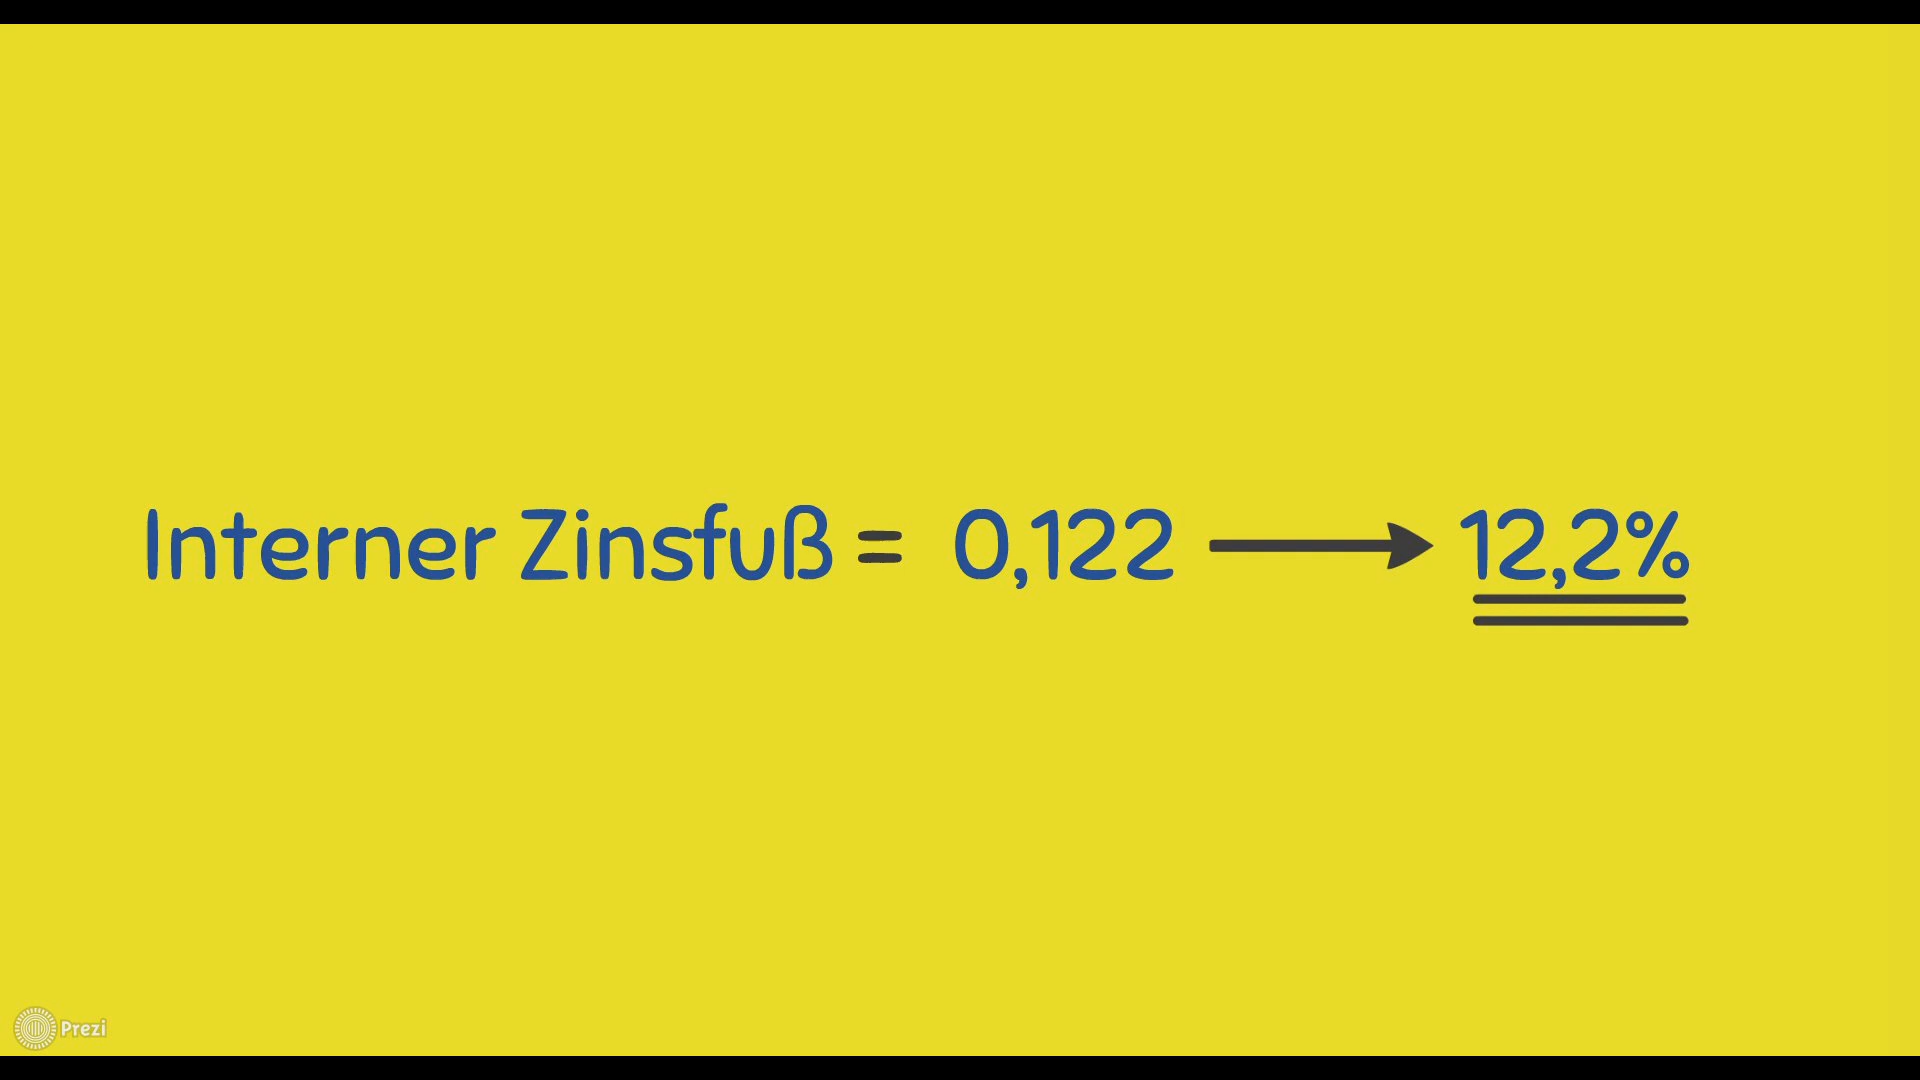 Interner Zinsfuß = 0,122 → 12,2%
Prezi